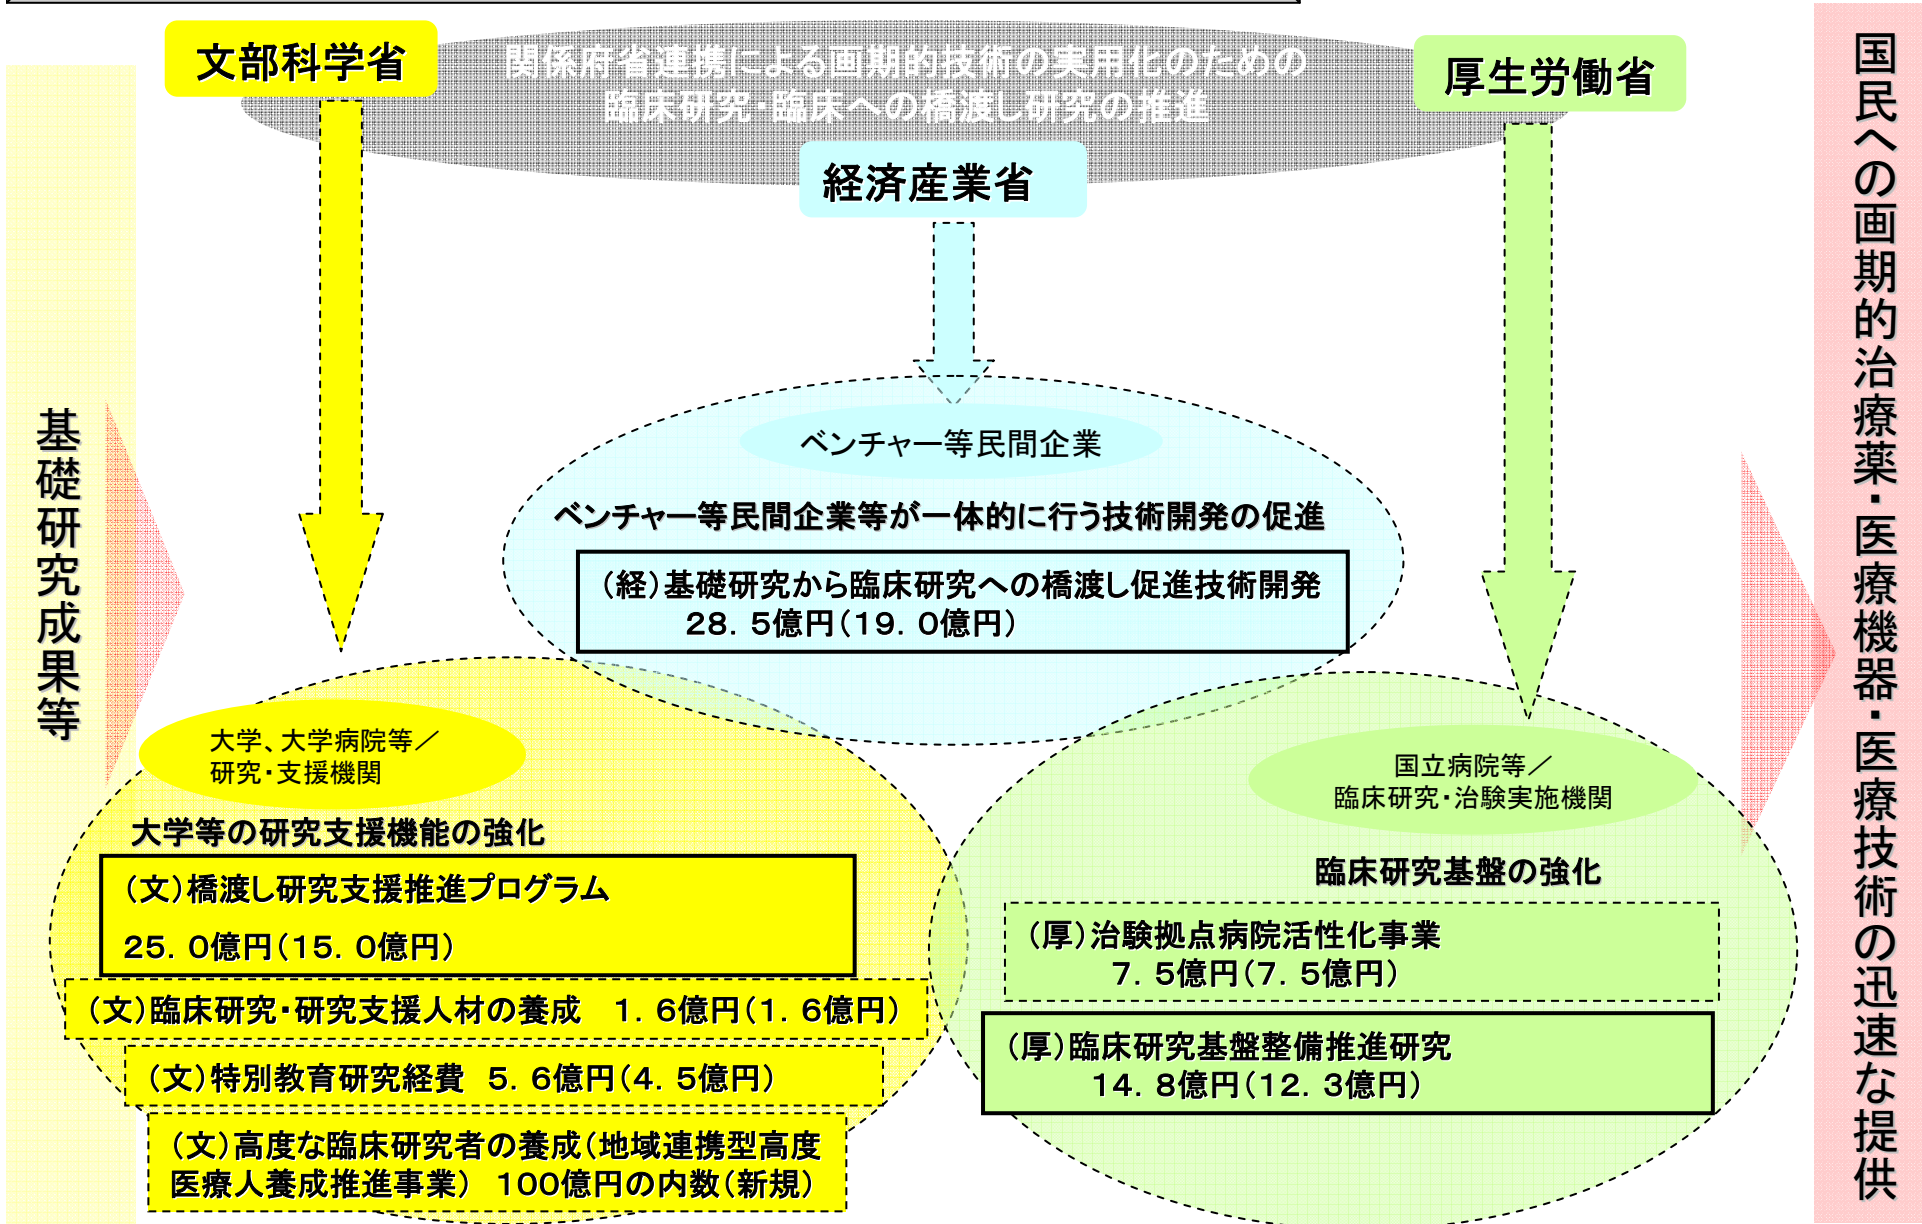 文部科学省
関係府省連携による画期的技術の実用化のための
臨床研究・臨床への橋渡し研究の推進
厚生労働省
経済産業省
基礎研究成果等
国民への画期的治療薬・医療機器・医療技術の迅速な提供
ベンチャー等民間企業
ベンチャー等民間企業等が一体的に行う技術開発の促進
（経）基礎研究から臨床研究への橋渡し促進技術開発
２８．５億円（１９．０億円）
大学、大学病院等／
研究・支援機関
大学等の研究支援機能の強化
（文）橋渡し研究支援推進プログラム
２５．０億円（１５．０億円）
（文）臨床研究・研究支援人材の養成　１．６億円（１．６億円）
（文）特別教育研究経費　５．６億円（４．５億円）
（文）高度な臨床研究者の養成（地域連携型高度
医療人養成推進事業）　１００億円の内数（新規）
国立病院等／
臨床研究・治験実施機関
臨床研究基盤の強化
（厚）治験拠点病院活性化事業
７．５億円（７．５億円）
（厚）臨床研究基盤整備推進研究
１４．８億円（１２．３億円）